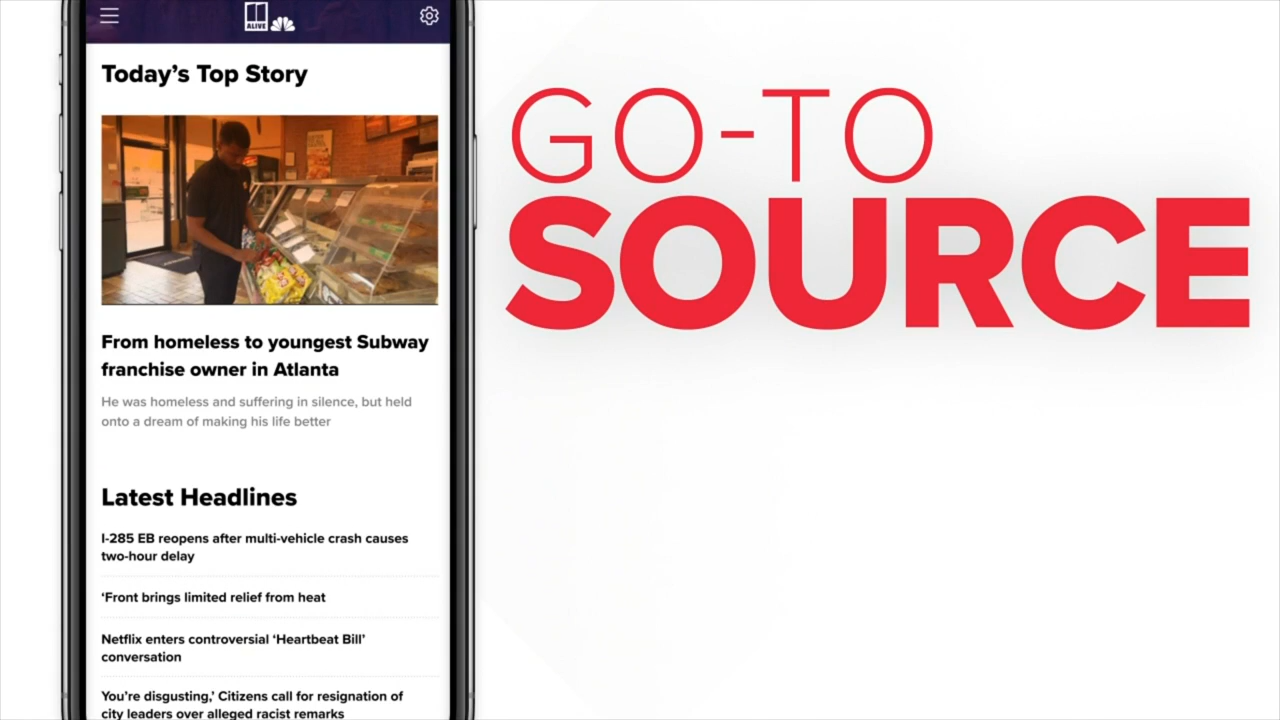 ALIVE
Today's Top Story
From homeless to youngest Subway
franchise owner in Atlanta
He was homeless and suffering in silence, but held
onto a dream of making his life better
Latest Headlines
I-285 EB reopens after multi-vehicle crash causes
two-hour delay
‘Front brings limited relief from heat
Netflix enters controversial ‘Heartbeat Bill’
conversation
You’re disgusting,’ Citizens call for resignation of
city leaders over alleged racist remarks
GO-TO
SOURCE